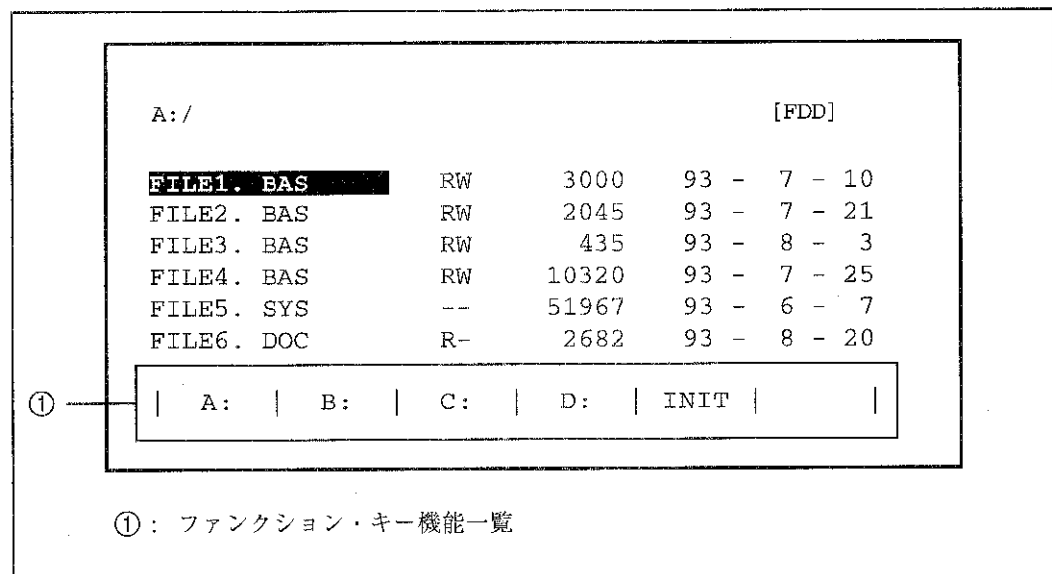 A:/ [FDD]
FILE1. BAS RW 3000 93 - 7 - 10
FILE2. BAS RW 2045 93 - 7 - 21
FILE3. BAS RW 435 93 - 8 - 3
FILE4. BAS RW 10320 93 - 7 - 25
FILE5. SYS -- 51967 93 - 6 - 7
FILE6. DOC R- 2682 93 - 8 - 20
① | A: | B: | C: | D: | INIT | |
①: ファンクション・キー機能一覧